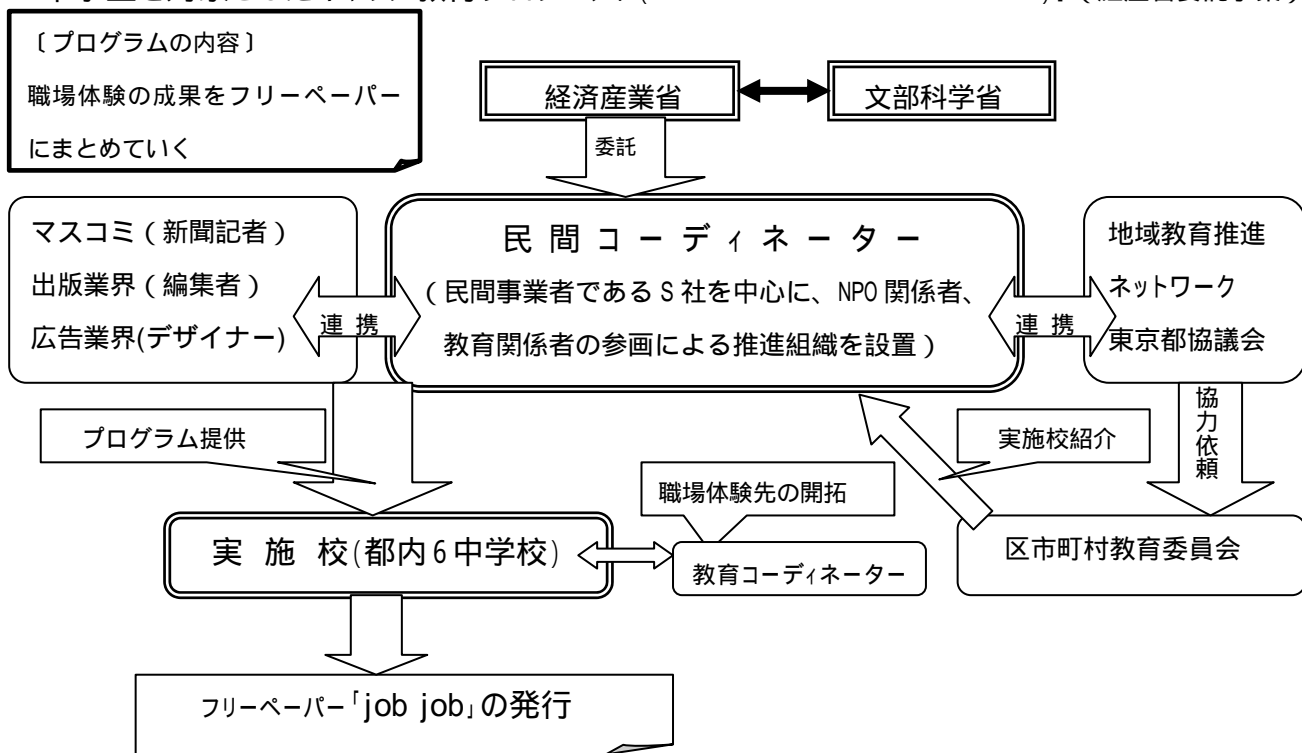 〔プログラムの内容〕
職場体験の成果をフリーペーパー
にまとめていく
経済産業省
文部科学省
委託
マスコミ(新聞記者)
出版業界(編集者)
広告業界(デザイナー)
連携
民間コーディネーター
(民間事業者であるS社を中心に、NPO関係者、
教育関係者の参画による推進組織を設置)
連携
地域教育推進
ネットワーク
東京都協議会
プログラム提供
協力依頼
実施校紹介
職場体験先の開拓
実施校(都内6中学校)
教育コーディネーター
区市町村教育委員会
フリーペーパー「job job」の発行